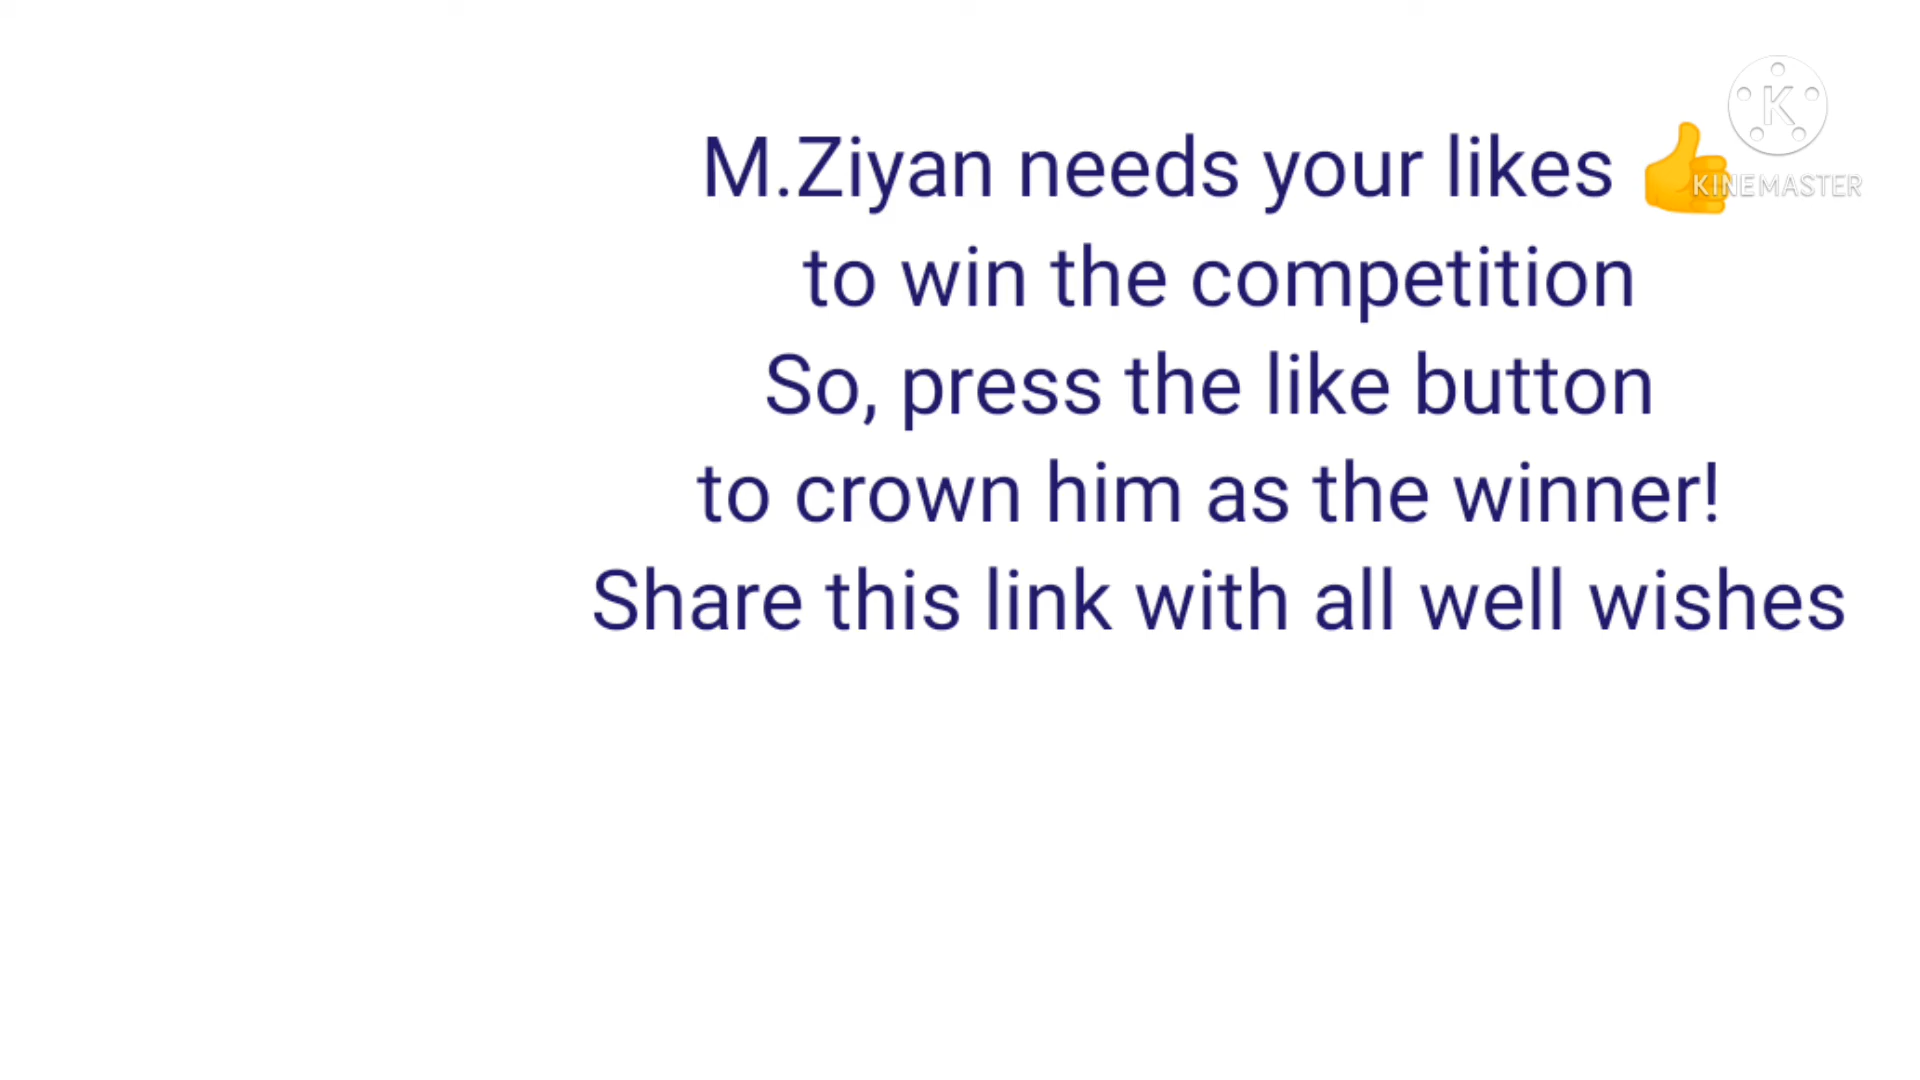 M.Ziyan needs your likes 👍
to win the competition
So, press the like button
to crown him as the winner!
Share this link with all well wishes
K
KINEMASTER